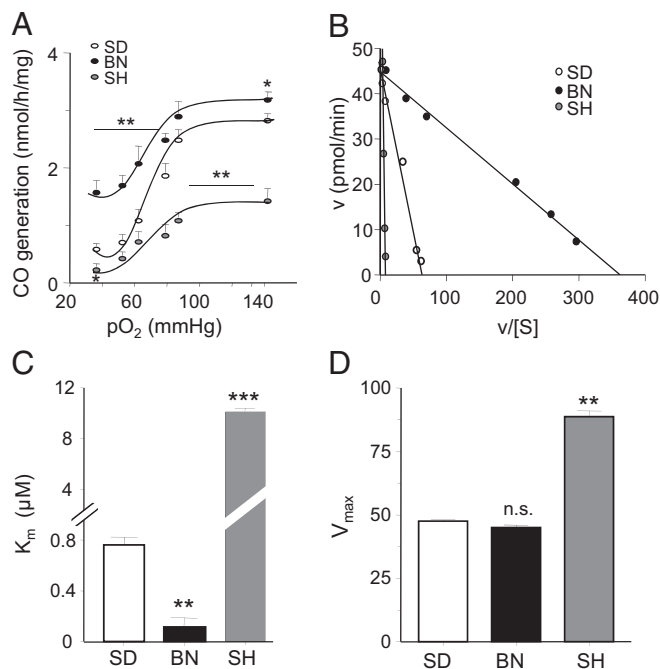 A
SD
BN
SH
CO generation (nmol/h/mg)
4
2
0
20 60 100 140
pO2 (mmHg)
**
**
*
*
B
SD
BN
SH
v (pmol/min)
50
40
30
20
10
0
0 100 200 300 400
v/[S]
C
Km (µM)
12
8
4
0.8
0.4
0
**
***
SD BN SH
D
Vmax
100
75
50
25
0
n.s.
**
SD BN SH